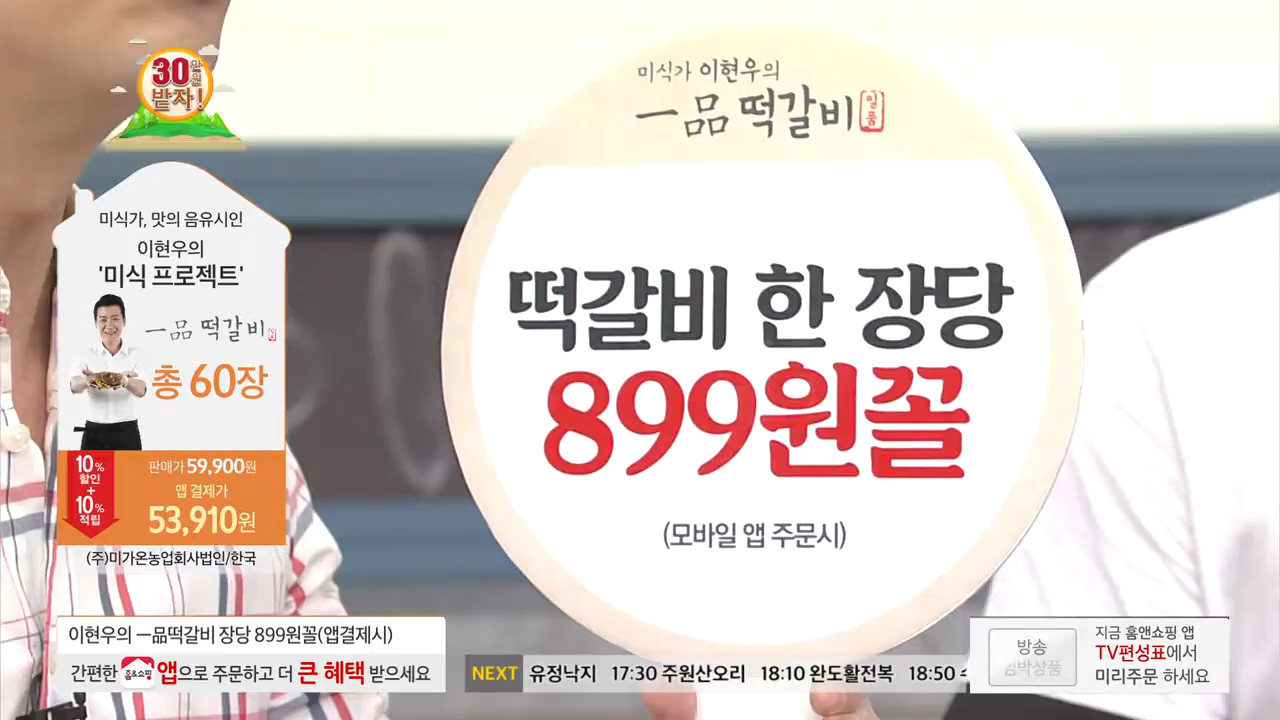 30만원
받자!
미식가, 맛의 음유시인
이현우의
'미식 프로젝트'
一品 떡갈비
총 60장
10%
할인
+
10%
적립
판매가 59,900원
앱 결제가
53,910원
(주)미가온농업회사법인/한국
미식가 이현우의
一品 떡갈비 일품
떡갈비 한 장당
899원꼴
(모바일 앱 주문시)
이현우의 一品떡갈비 장당 899원꼴(앱결제시)
간편한 홈&쇼핑 앱으로 주문하고 더 큰 혜택 받으세요
NEXT 유정낙지 17:30 주원산오리 18:10 완도활전복 18:50
방송
임박상품
지금 홈앤쇼핑 앱
TV편성표에서
미리주문 하세요